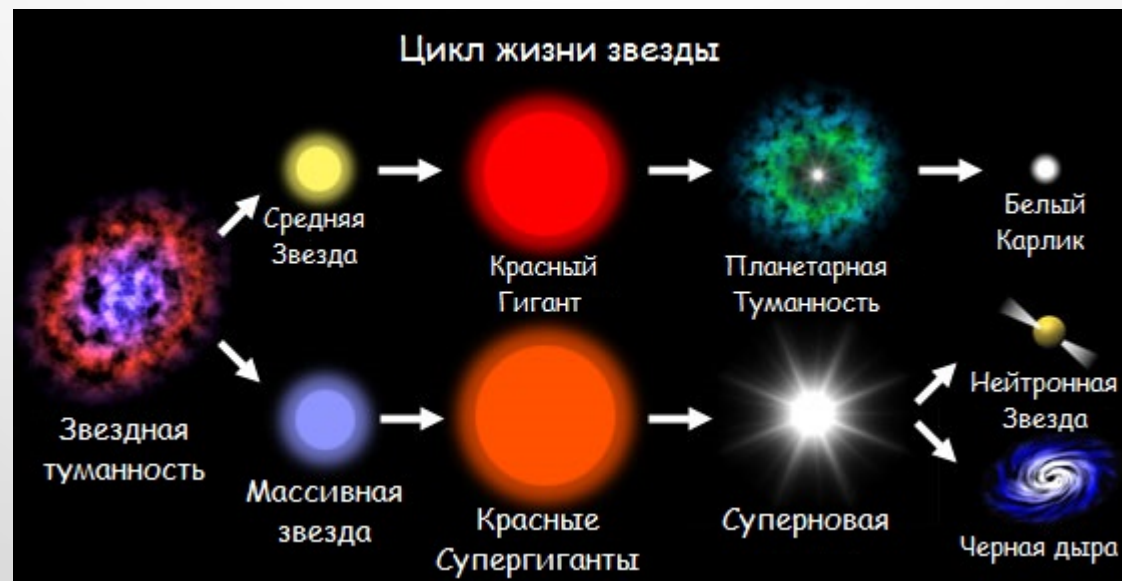 Цикл жизни звезды
Средняя
Звезда
Красный
Гигант
Планетарная
Туманность
Белый
Карлик
Звездная
туманность
Массивная
звезда
Красные
Супергиганты
Суперновая
Нейтронная
Звезда
Черная дыра